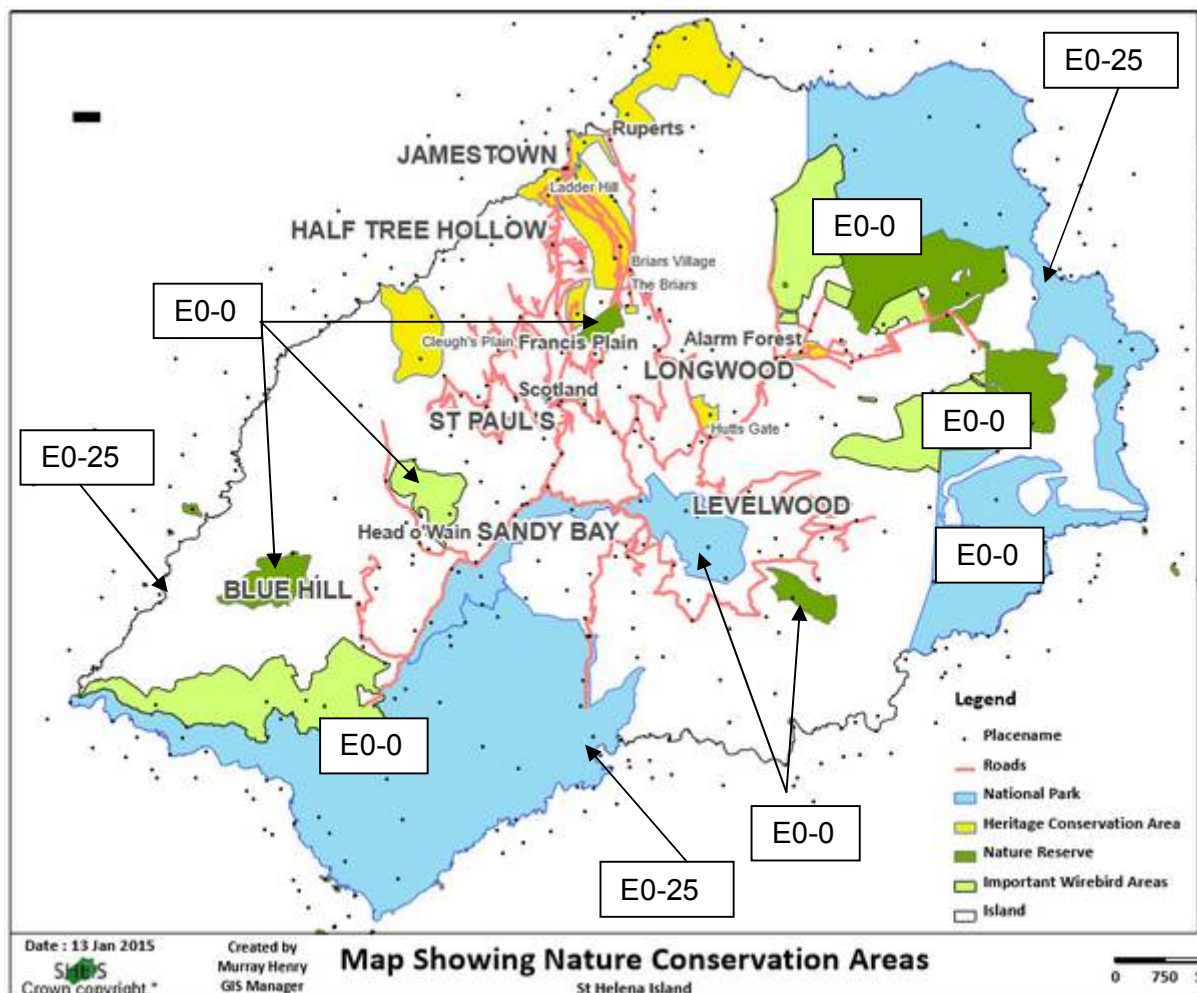 E0-25
Ruperts
JAMESTOWN
Ladder Hill
E0-0
HALF TREE HOLLOW
Briars Village
The Briars
E0-0
Cleugh's Plain
Francis Plain
Alarm Forest
LONGWOOD
Scotland
ST PAUL'S
Hutts Gate
E0-0
E0-25
LEVELWOOD
Head o'Wain
SANDY BAY
E0-0
BLUE HILL
E0-0
E0-0
E0-25
Legend
Placename
Roads
National Park
Heritage Conservation Area
Nature Reserve
Important Wirebird Areas
Island
Date : 13 Jan 2015
Crown copyright *
Created by
Murray Henry
GIS Manager
Map Showing Nature Conservation Areas
St Helena Island
0 750